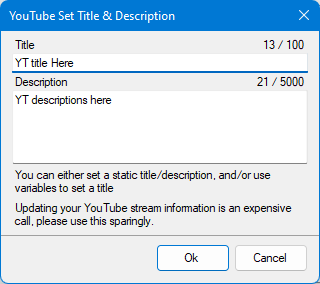 YouTube Set Title & Description
Title 13 / 100
YT title Here
Description 21 / 5000
YT descriptions here
You can either set a static title/description, and/or use
variables to set a title
Updating your YouTube stream information is an expensive
call, please use this sparingly.
Ok Cancel